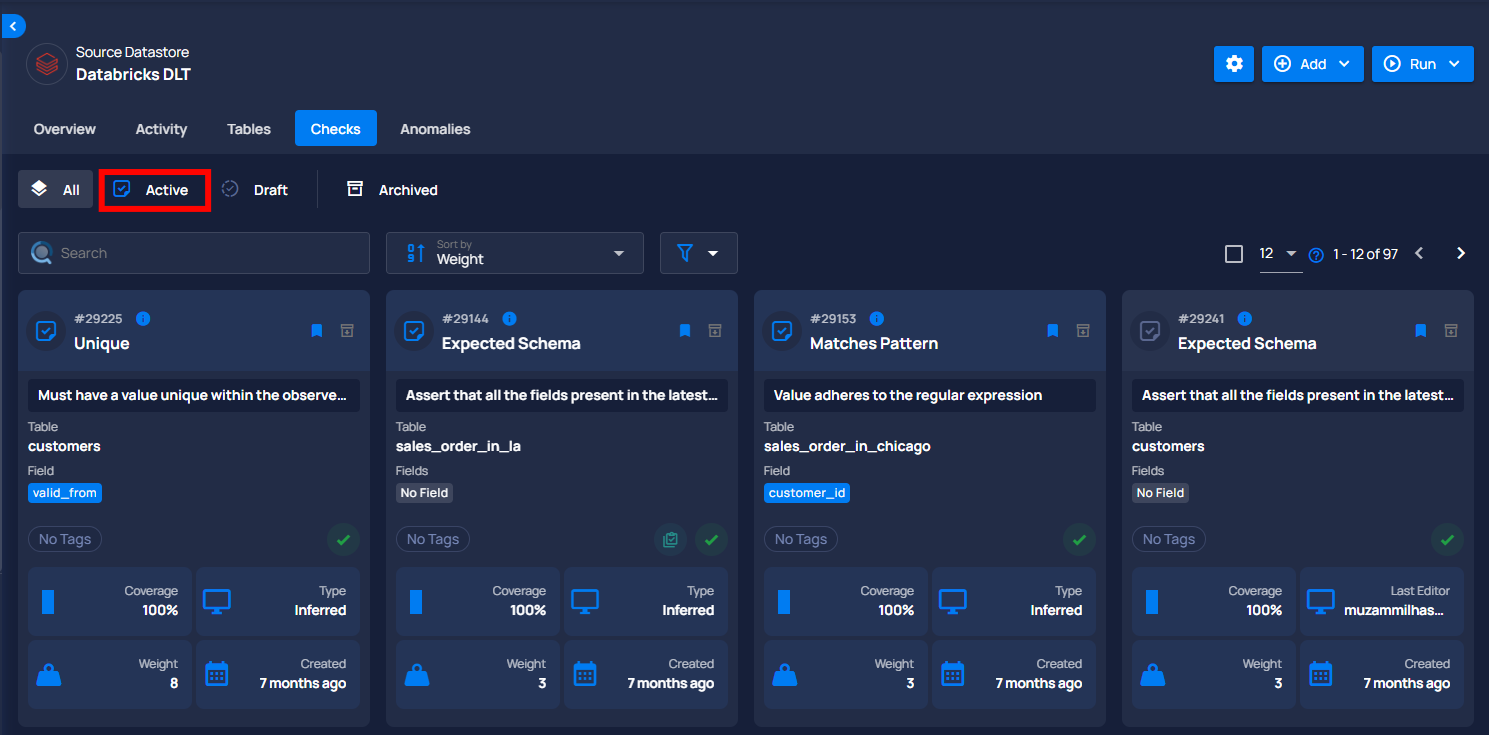 Source Datastore
Databricks DLT
Add
Run
Overview
Activity
Tables
Checks
Anomalies
All
Active
Draft
Archived
Search
Sort by
Weight
12
1 - 12 of 97
#29225
Unique
Must have a value unique within the observe...
Table
customers
Field
valid_from
No Tags
Coverage
100%
Type
Inferred
Weight
8
Created
7 months ago
#29144
Expected Schema
Assert that all the fields present in the latest...
Table
sales_order_in_la
Fields
No Field
No Tags
Coverage
100%
Type
Inferred
Weight
3
Created
7 months ago
#29153
Matches Pattern
Value adheres to the regular expression
Table
sales_order_in_chicago
Field
customer_id
No Tags
Coverage
100%
Type
Inferred
Weight
3
Created
7 months ago
#29241
Expected Schema
Assert that all the fields present in the latest...
Table
customers
Fields
No Field
No Tags
Coverage
100%
Last Editor
muzammilhas...
Weight
3
Created
7 months ago